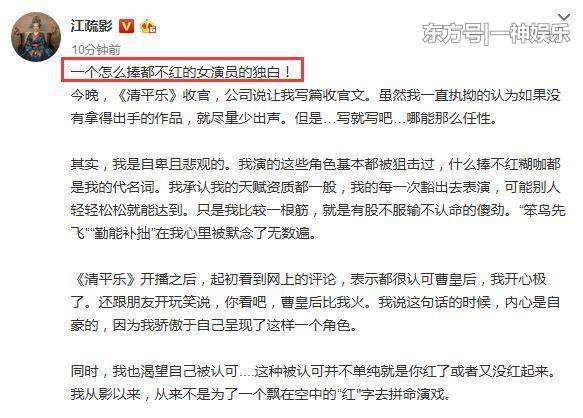 江疏影
10分钟前
东方号|一神娱乐
一个怎么捧都不红的女演员的独白！
今晚，《清平乐》收官，公司说让我写篇收官文。虽然我一直执拗的认为如果没
有拿得出手的作品，就尽量少出声。但是…写就写吧…哪能那么任性。
其实，我是自卑且悲观的。我演的这些角色基本都被狙击过，什么捧不红糊咖都
是我的代名词。我承认我的天赋资质都一般，我的每一次豁出去表演，可能别人
轻轻松松就能达到。只是我比较一根筋，就是有股不服输不认命的傻劲。“笨鸟先
飞”“勤能补拙”在我心里被默念了无数遍。
《清平乐》开播之后，起初看到网上的评论，表示都很认可曹皇后，我开心极
了。还跟朋友开玩笑说，你看吧，曹皇后比我火。我说这句话的时候，内心是自
豪的，因为我骄傲于自己呈现了这样一个角色。
同时，我也渴望自己被认可....这种被认可并不单纯就是你红了或者又没红起来。
我从影以来，从来不是为了一个飘在空中的“红”字去拼命演戏。